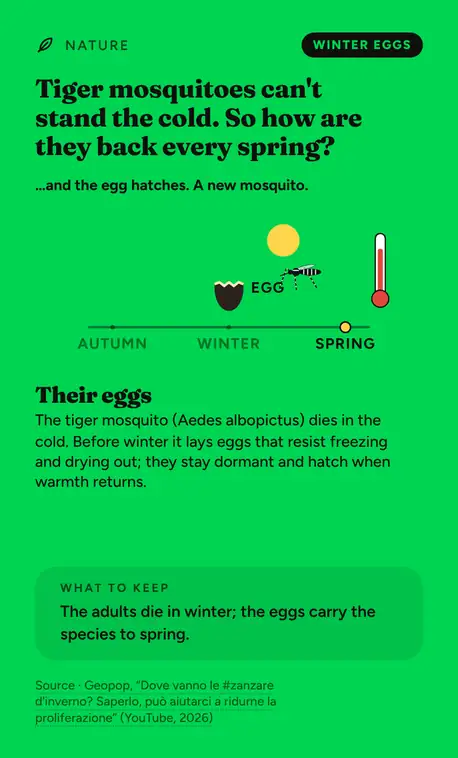 NATURE
WINTER EGGS
Tiger mosquitoes can't
stand the cold. So how are
they back every spring?
...and the egg hatches. A new mosquito.
EGG
AUTUMN
WINTER
SPRING
Their eggs
The tiger mosquito (Aedes albopictus) dies in the
cold. Before winter it lays eggs that resist freezing
and drying out; they stay dormant and hatch when
warmth returns.
WHAT TO KEEP
The adults die in winter; the eggs carry the
species to spring.
Source · Geopop, “Dove vanno le #zanzare
d'inverno? Saperlo, può aiutarci a ridurne la
proliferazione” (YouTube, 2026)